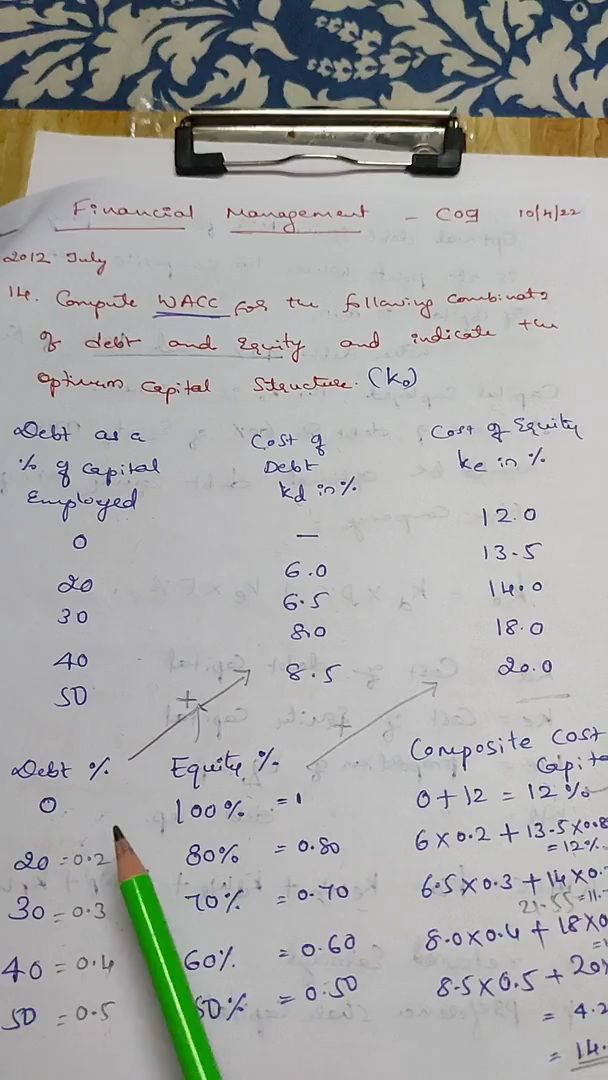 Financial Management - COg 10/4/22
2012 July
14. Compute WACC for the following Combinat
of debt and Equity and indicate the
optimum Capital Structure. (ko)
Debt as a % of Capital Employed
Cost of Debt kd in %
Cost of Equity ke in %
0 — 12.0
20 6.0 13.5
30 6.5 14.0
40 8.0 18.0
50 8.5 20.0
Debt % Equity % Composite Cost Capita
0 100% = 1 0 + 12 = 12%
20 = 0.2 80% = 0.80 6 x 0.2 + 13.5 x 0.8
= 12%
30 = 0.3 70% = 0.70 6.5 x 0.3 + 14 x 0.
= 11.
40 = 0.4 60% = 0.60 8.0 x 0.4 + 18 x 0
50 = 0.5 50% = 0.50 8.5 x 0.5 + 20x
= 4.2
= 14.